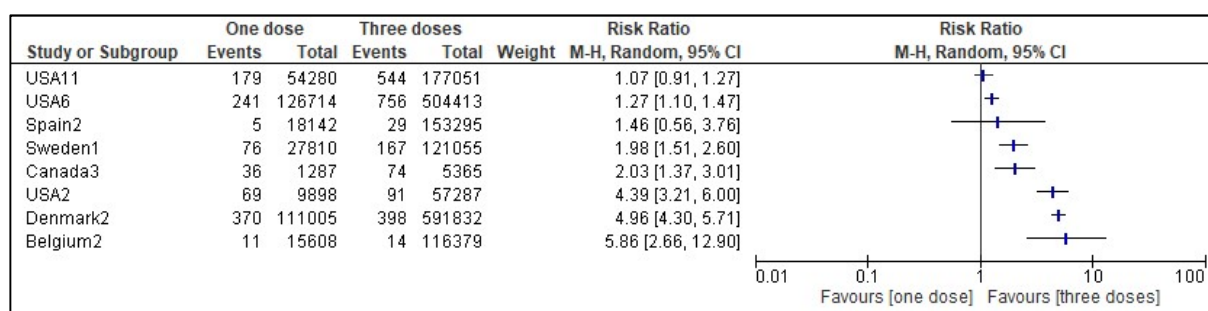 One dose Three doses Risk Ratio Risk Ratio
Study or Subgroup Events Total Events Total Weight M-H, Random, 95% CI M-H, Random, 95% CI
USA11 179 54280 544 177051 1.07 [0.91, 1.27]
USA6 241 126714 756 504413 1.27 [1.10, 1.47]
Spain2 5 18142 29 153295 1.46 [0.56, 3.76]
Sweden1 76 27810 167 121055 1.98 [1.51, 2.60]
Canada3 36 1287 74 5365 2.03 [1.37, 3.01]
USA2 69 9898 91 57287 4.39 [3.21, 6.00]
Denmark2 370 111005 398 591832 4.96 [4.30, 5.71]
Belgium2 11 15608 14 116379 5.86 [2.66, 12.90]
0.01 0.1 1 10 100
Favours [one dose] Favours [three doses]